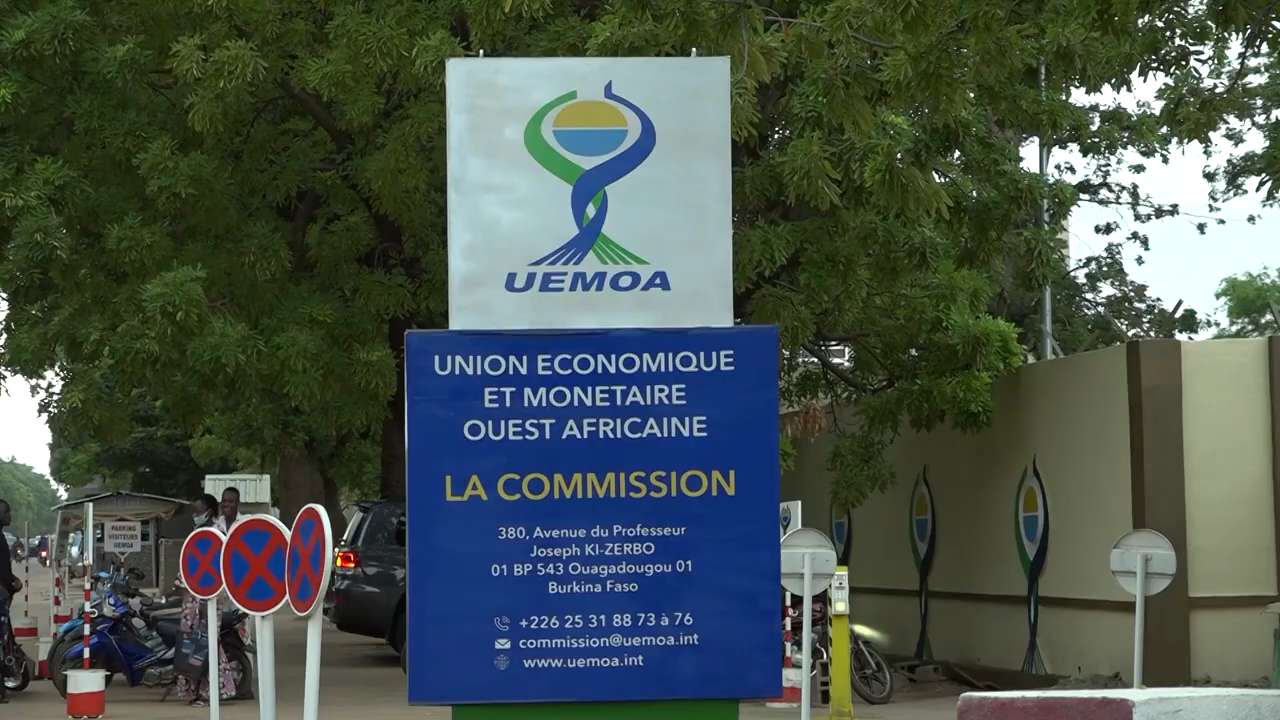 UEMOA
UNION ECONOMIQUE
ET MONETAIRE
OUEST AFRICAINE
LA COMMISSION
380, Avenue du Professeur
Joseph KI-ZERBO
01 BP 543 Ouagadougou 01
Burkina Faso
+226 25 31 88 73 à 76
commission@uemoa.int
www.uemoa.int
PARKING
VISITEURS
UEMOA